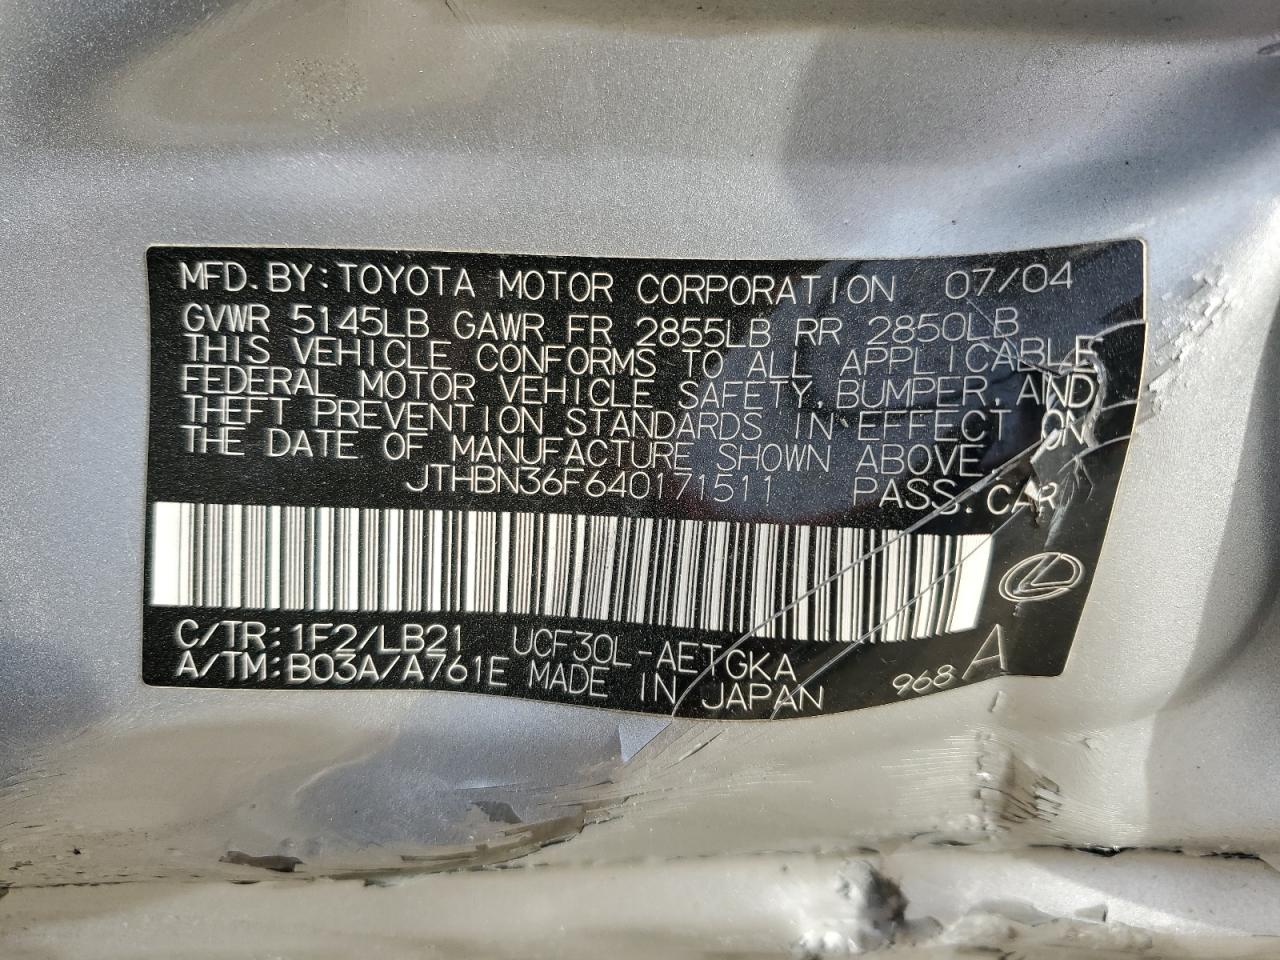 MFD.BY:TOYOTA MOTOR CORPORATION 07/04
GVWR 5145LB GAWR FR 2855LB RR 2850LB
THIS VEHICLE CONFORMS TO ALL APPLICABLE
FEDERAL MOTOR VEHICLE SAFETY,BUMPER,AND
THEFT PREVENTION STANDARDS IN EFFECT ON
THE DATE OF MANUFACTURE SHOWN ABOVE.
JTHBN36F640171511 PASS.CAR
C/TR:1F2/LB21 UCF30L-AETGKA
A/TM:B03A/A761E MADE IN JAPAN 968A